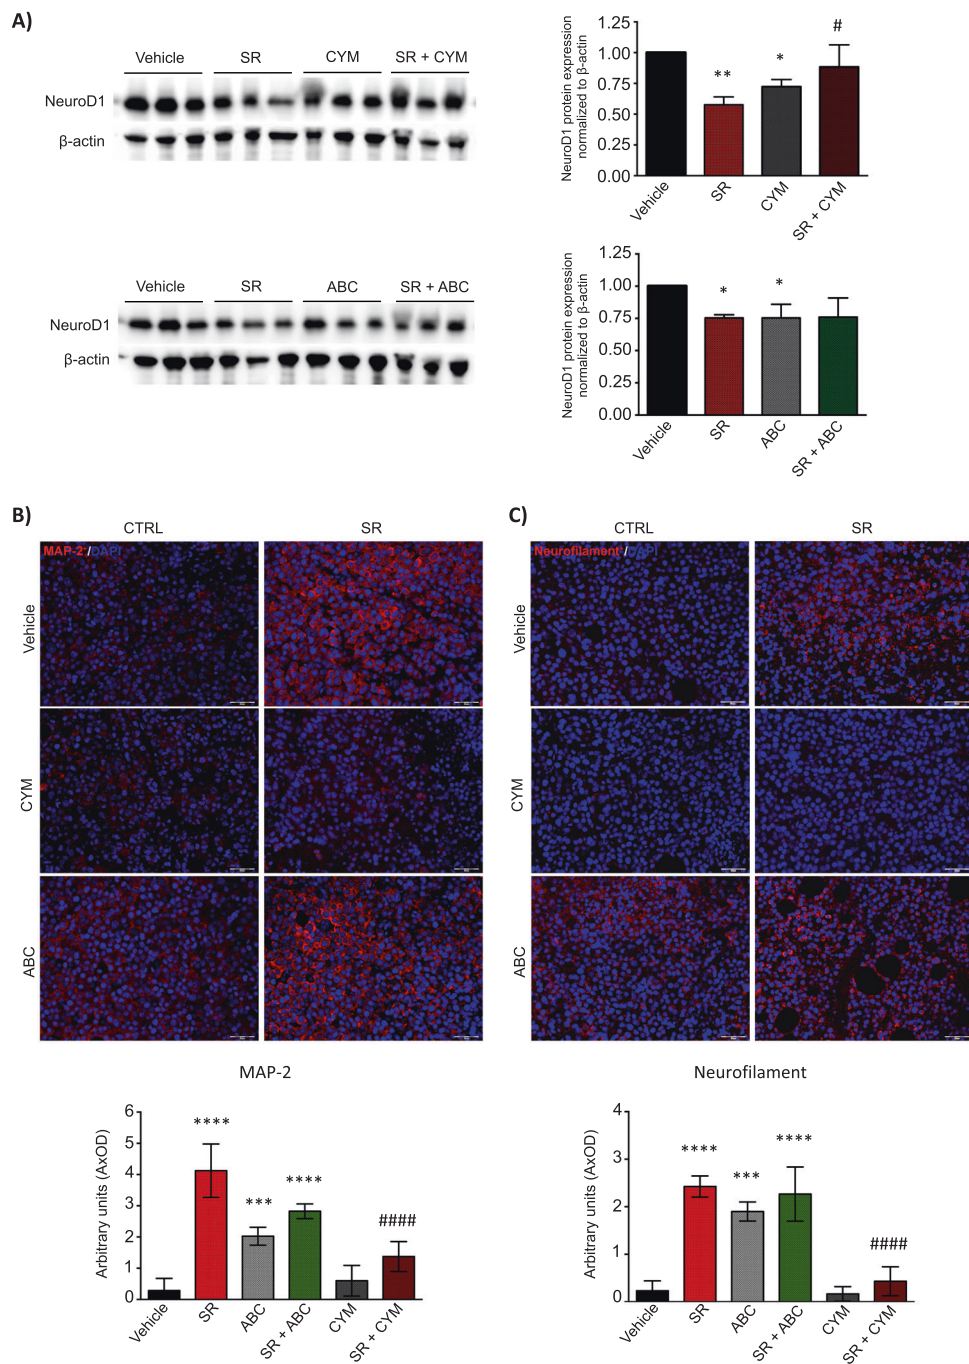 A)
Vehicle SR CYM SR + CYM
NeuroD1
β-actin
NeuroD1 protein expression
normalized to β-actin
1.25
1.00
0.75
0.50
0.25
0.00
** * #
Vehicle SR CYM SR + CYM
Vehicle SR ABC SR + ABC
NeuroD1
β-actin
NeuroD1 protein expression
normalized to β-actin
1.25
1.00
0.75
0.50
0.25
0.00
* *
Vehicle SR ABC SR + ABC
B)
CTRL SR
MAP-2 /DAPI
Vehicle
CYM
ABC
C)
CTRL SR
Neurofilament /DAPI
Vehicle
CYM
ABC
MAP-2
Arbitrary units (AxOD)
6
5
4
3
2
1
0
**** *** **** ####
Vehicle SR ABC SR + ABC CYM SR + CYM
Neurofilament
Arbitrary units (AxOD)
4
3
2
1
0
**** *** **** ####
Vehicle SR ABC SR + ABC CYM SR + CYM